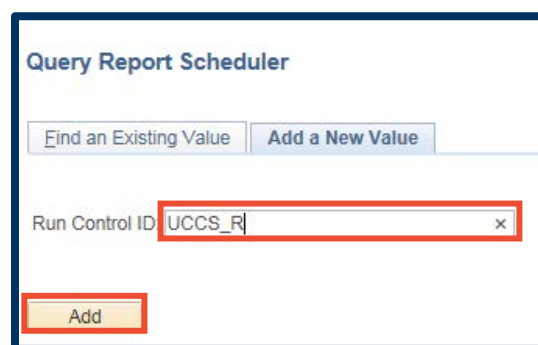 Query Report Scheduler
Find an Existing Value Add a New Value
Run Control ID: UCCS_R ×
Add